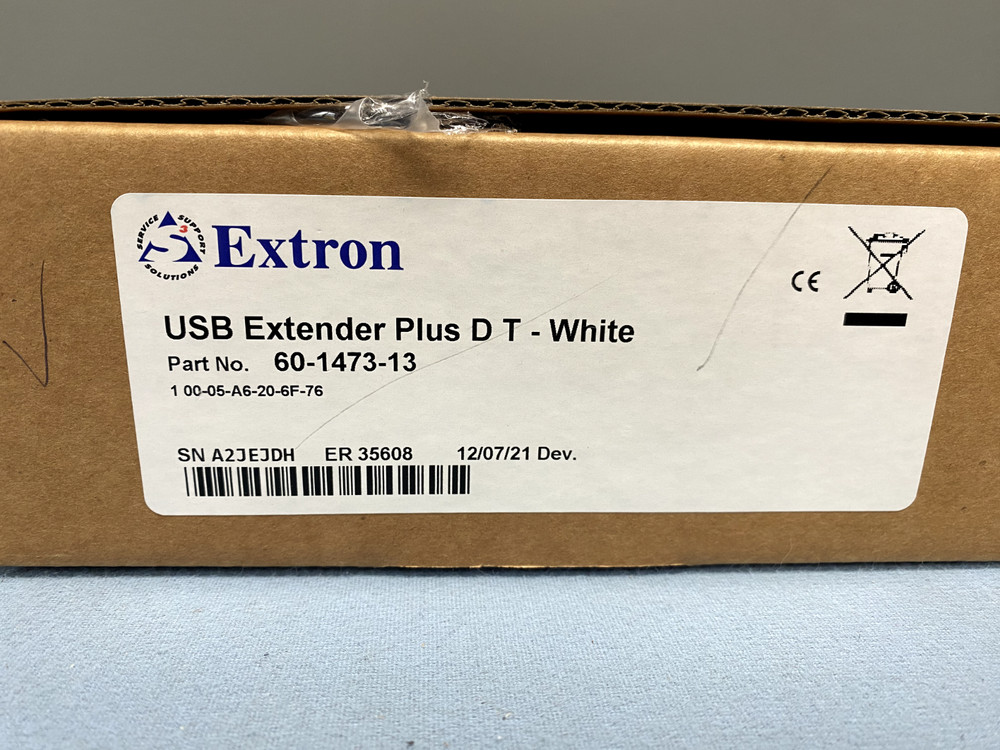 SERVICE SUPPORT SOLUTIONS
S3
Extron
CE
USB Extender Plus D T - White
Part No. 60-1473-13
1 00-05-A6-20-6F-76
SN A2JEJDH ER 35608 12/07/21 Dev.